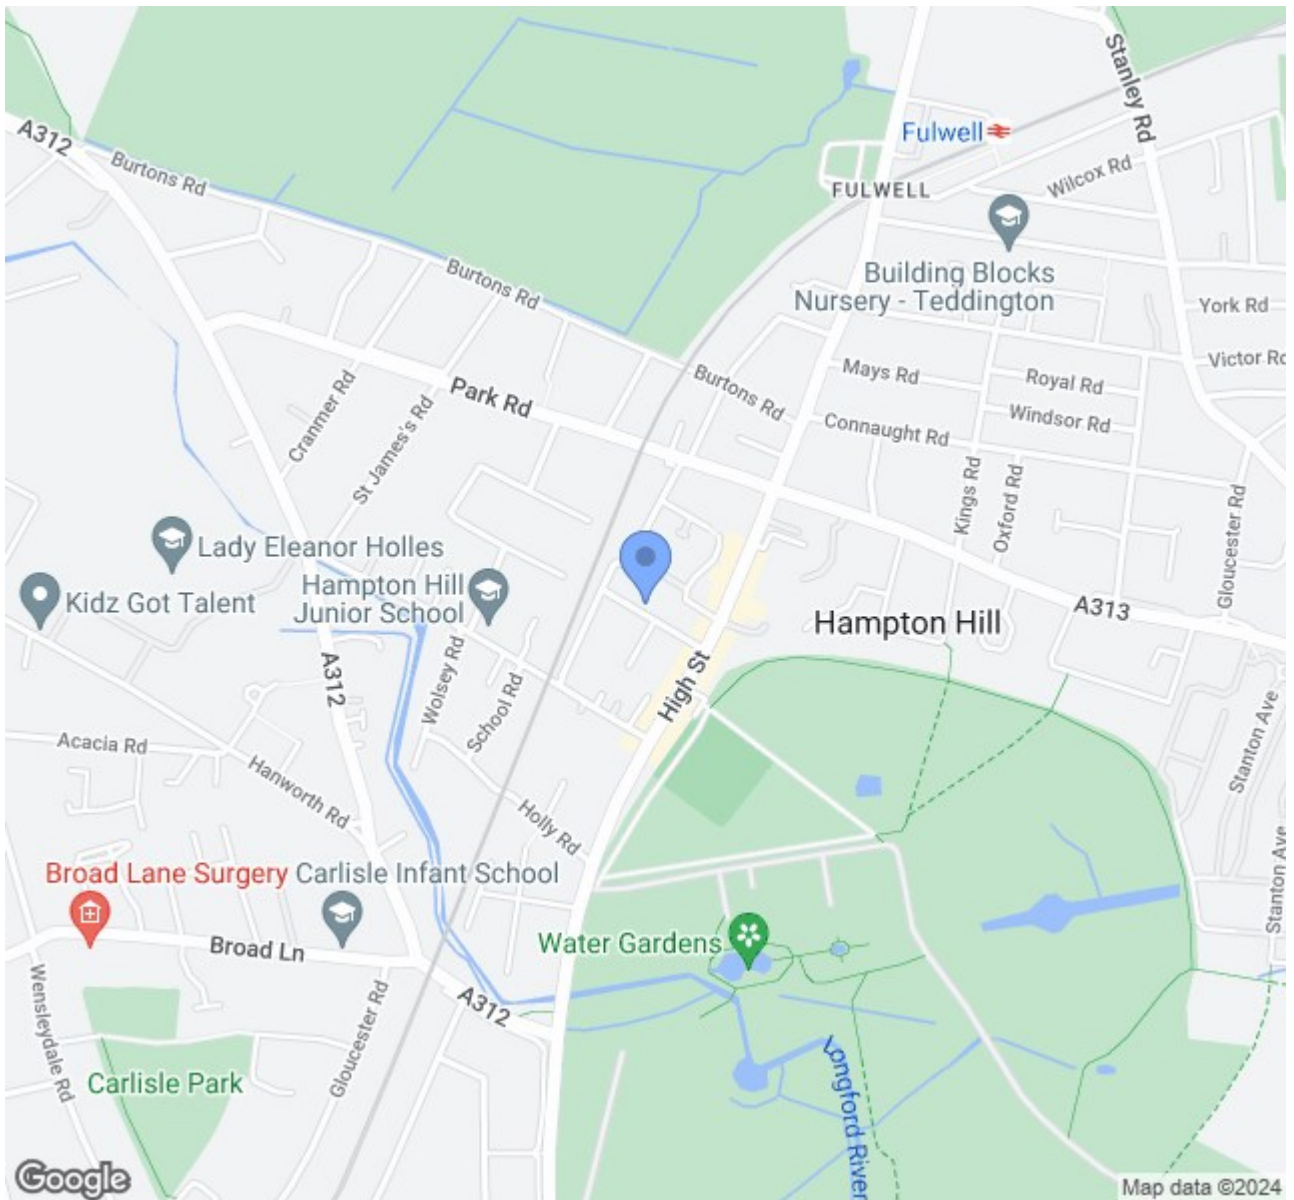 Stanley Rd
A312
Fulwell
Burtons Rd
Wilcox Rd
FULWELL
Building Blocks
Nursery - Teddington
Burtons Rd
York Rd
Victor Rd
Mays Rd
Royal Rd
Burtons Rd
Park Rd
Cranmer Rd
Windsor Rd
Connaught Rd
St James's Rd
Kings Rd
Oxford Rd
Gloucester Rd
Lady Eleanor Holles
Hampton Hill
Junior School
Kidz Got Talent
A313
Hampton Hill
A312
Wolsey Rd
High St
School Rd
Acacia Rd
Stanton Ave
Hanworth Rd
Holly Rd
Broad Lane Surgery
Carlisle Infant School
Stanton Ave
Water Gardens
Broad Ln
A312
Wensleydale Rd
Gloucester Rd
Carlisle Park
Longford River
Google
Map data ©2024